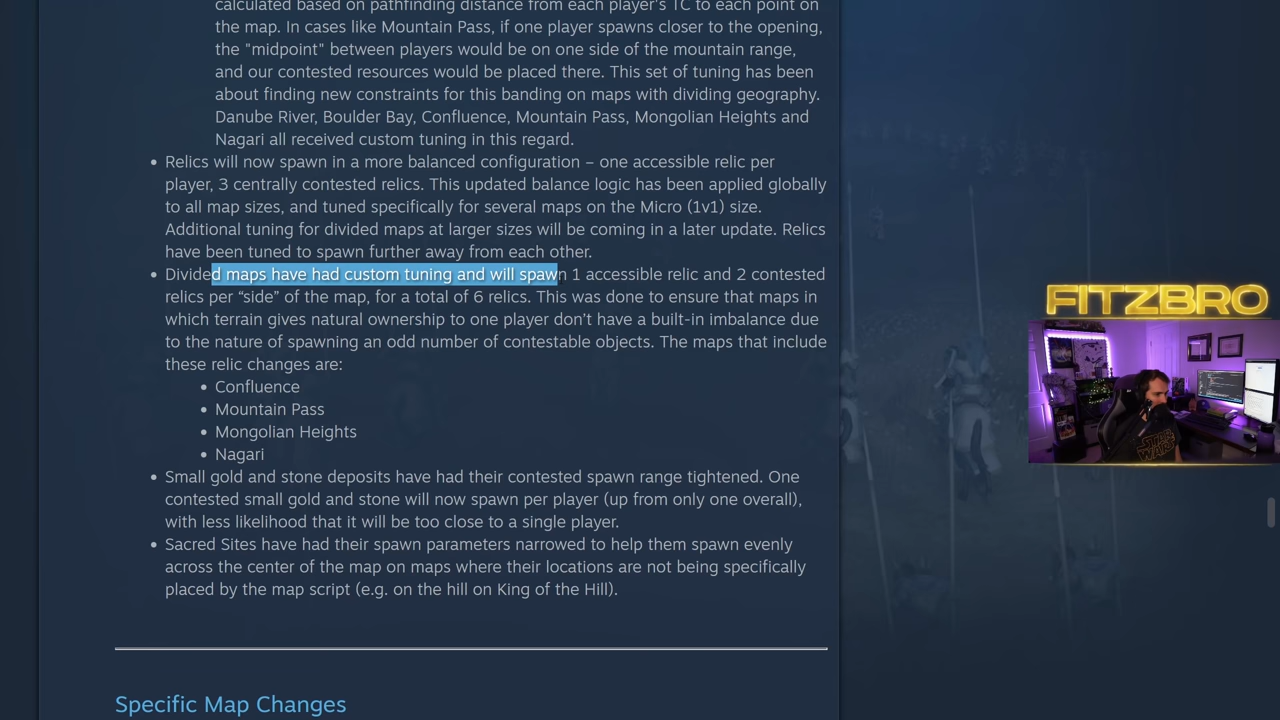 calculated based on pathfinding distance from each player's TC to each point on
the map. In cases like Mountain Pass, if one player spawns closer to the opening,
the "midpoint" between players would be on one side of the mountain range,
and our contested resources would be placed there. This set of tuning has been
about finding new constraints for this banding on maps with dividing geography.
Danube River, Boulder Bay, Confluence, Mountain Pass, Mongolian Heights and
Nagari all received custom tuning in this regard.
• Relics will now spawn in a more balanced configuration – one accessible relic per
player, 3 centrally contested relics. This updated balance logic has been applied globally
to all map sizes, and tuned specifically for several maps on the Micro (1v1) size.
Additional tuning for divided maps at larger sizes will be coming in a later update. Relics
have been tuned to spawn further away from each other.
• Divided maps have had custom tuning and will spawn 1 accessible relic and 2 contested
relics per “side” of the map, for a total of 6 relics. This was done to ensure that maps in
which terrain gives natural ownership to one player don’t have a built-in imbalance due
to the nature of spawning an odd number of contestable objects. The maps that include
these relic changes are:
• Confluence
• Mountain Pass
• Mongolian Heights
• Nagari
• Small gold and stone deposits have had their contested spawn range tightened. One
contested small gold and stone will now spawn per player (up from only one overall),
with less likelihood that it will be too close to a single player.
• Sacred Sites have had their spawn parameters narrowed to help them spawn evenly
across the center of the map on maps where their locations are not being specifically
placed by the map script (e.g. on the hill on King of the Hill).
Specific Map Changes
FITZBRO
STAR
WARS